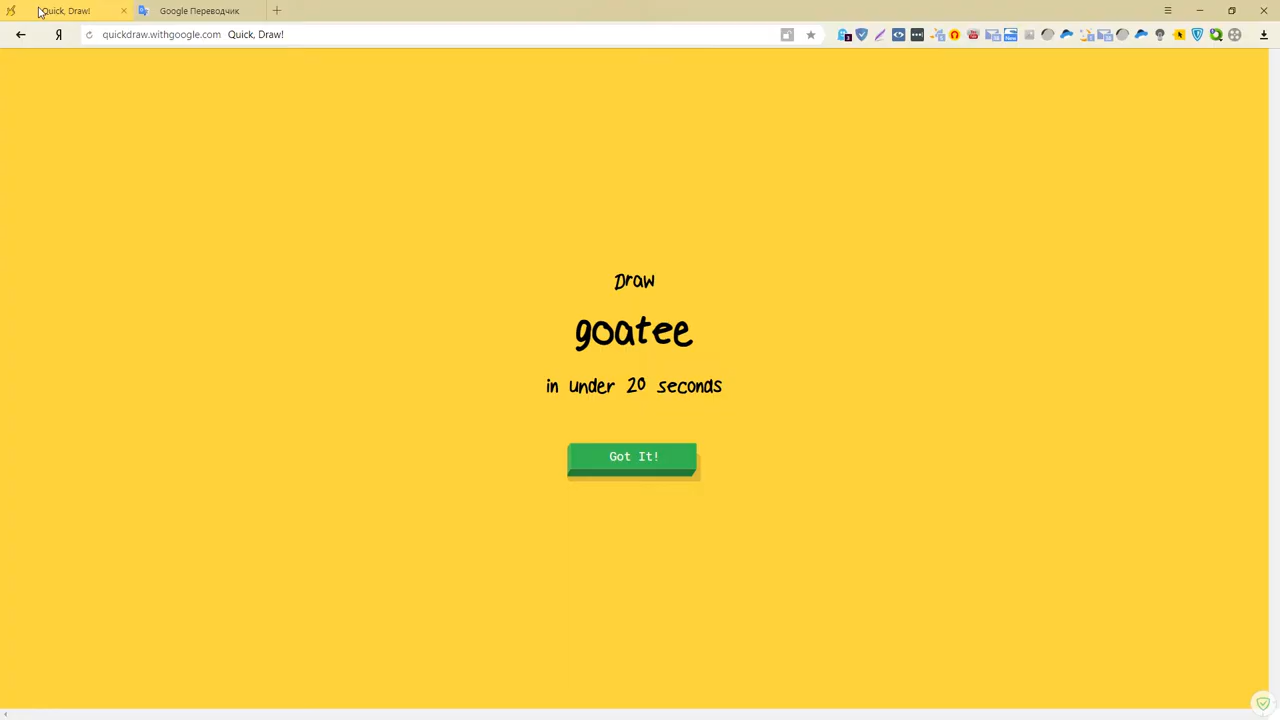 Quick, Draw!
Google Переводчик
Я
quickdraw.withgoogle.com Quick, Draw!
Draw
goatee
in under 20 seconds
Got It!